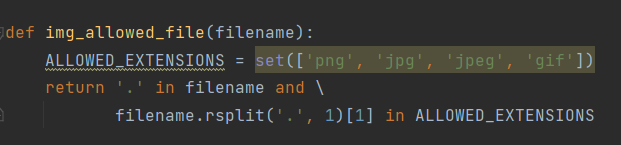 def img_allowed_file(filename):
    ALLOWED_EXTENSIONS = set(['png', 'jpg', 'jpeg', 'gif'])
    return '.' in filename and \
           filename.rsplit('.', 1)[1] in ALLOWED_EXTENSIONS